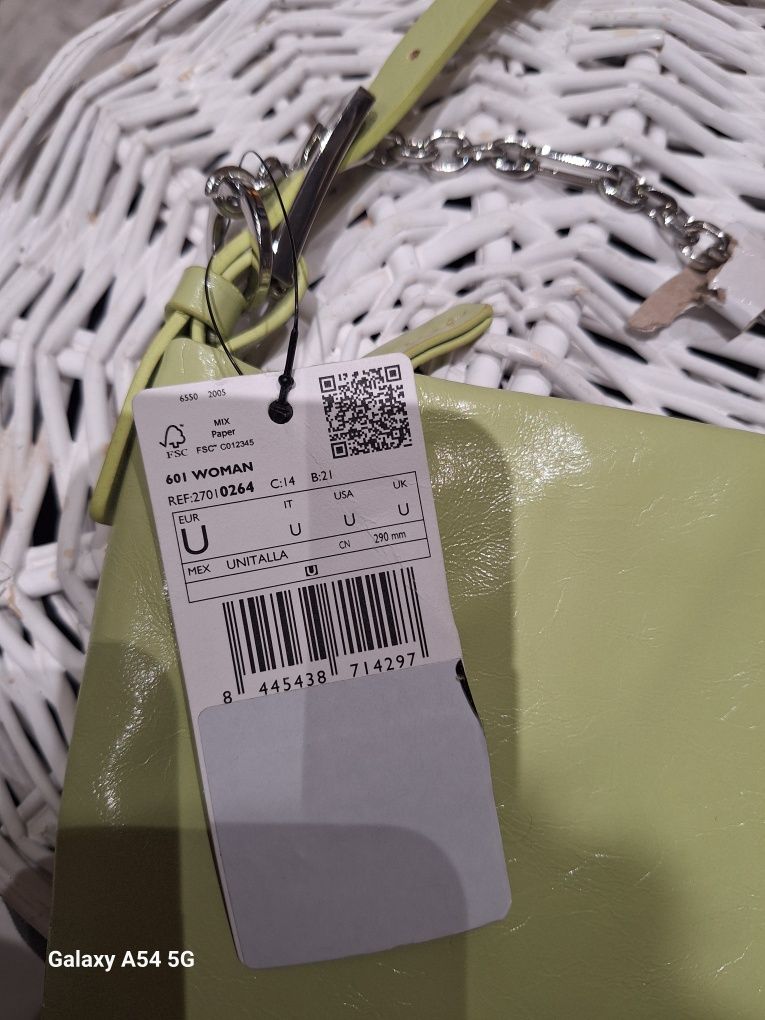 6550 2005
MIX
Paper
FSC
FSC™ C012345
601 WOMAN
REF:27010264 C:14 B:21
EUR IT USA UK
U U U U
MEX UNITALLA CN 290 mm
U
8 445438 714297
Galaxy A54 5G